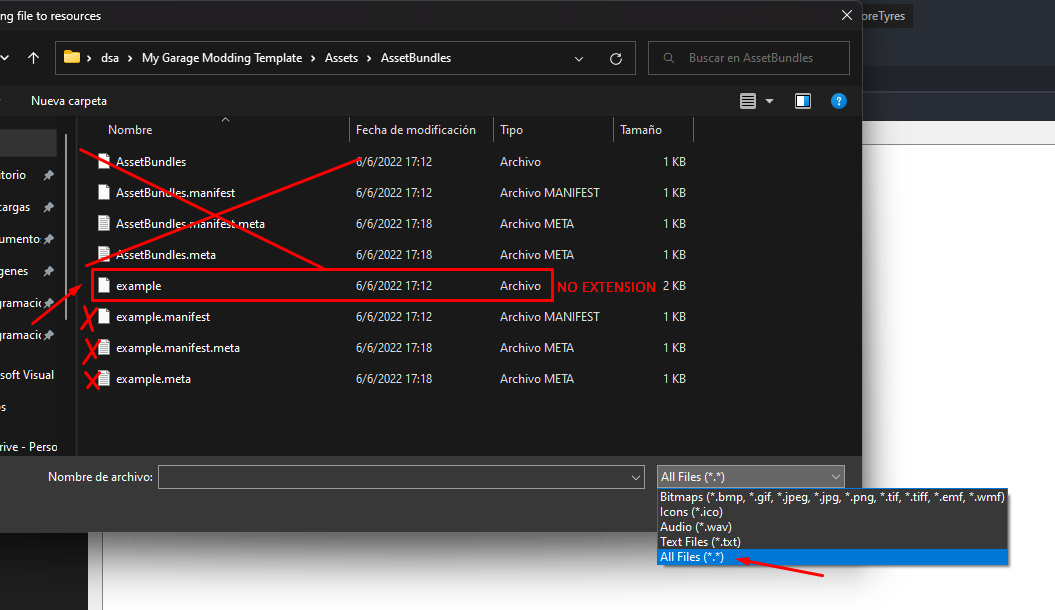 ng file to resources
oreTyres
dsa > My Garage Modding Template > Assets > AssetBundles
Buscar en AssetBundles
Nueva carpeta
?
Nombre Fecha de modificación Tipo Tamaño
AssetBundles 6/6/2022 17:12 Archivo 1 KB
AssetBundles.manifest 6/6/2022 17:12 Archivo MANIFEST 1 KB
itorio
AssetBundles.manifest.meta 6/6/2022 17:18 Archivo META 1 KB
cargas
AssetBundles.meta 6/6/2022 17:18 Archivo META 1 KB
umentos
example 6/6/2022 17:12 Archivo NO EXTENSION 2 KB
genes
example.manifest 6/6/2022 17:12 Archivo MANIFEST 1 KB
gramació
example.manifest.meta 6/6/2022 17:18 Archivo META 1 KB
gramació
example.meta 6/6/2022 17:18 Archivo META 1 KB
soft Visual
s
rive - Perso
Nombre de archivo:
All Files (*.*)
Bitmaps (*.bmp, *.gif, *.jpeg, *.jpg, *.png, *.tif, *.tiff, *.emf, *.wmf)
Icons (*.ico)
Audio (*.wav)
Text Files (*.txt)
All Files (*.*)